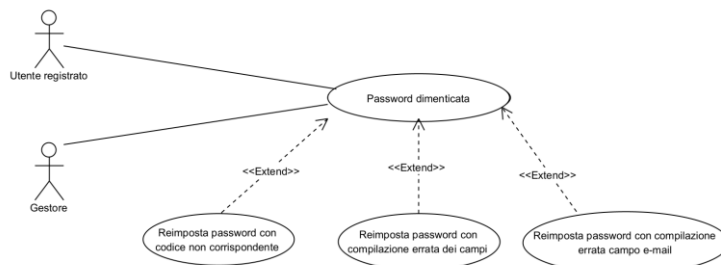 Utente registrato
Password dimenticata
<<Extend>>
<<Extend>>
<<Extend>>
Gestore
Reimposta password con
codice non corrispondente
Reimposta password con
compilazione errata dei campi
Reimposta password con compilazione
errata campo e-mail